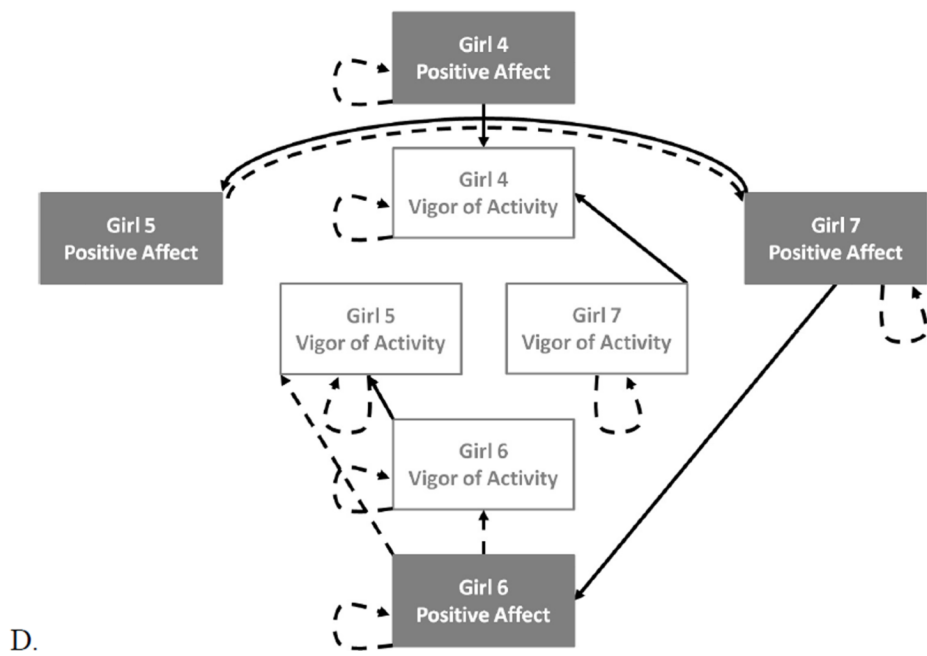 Girl 4
Positive Affect
Girl 4
Vigor of Activity
Girl 5
Positive Affect
Girl 7
Positive Affect
Girl 5
Vigor of Activity
Girl 7
Vigor of Activity
Girl 6
Vigor of Activity
Girl 6
Positive Affect
D.